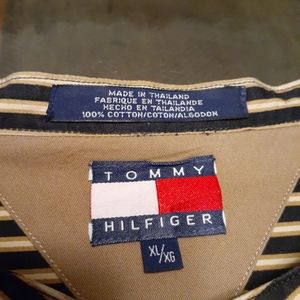 MADE IN THAILAND
FABRIQUE EN THAILANDE
HECHO EN TAILANDIA
100% COTTON/COTON/ALGODON
TOMMY
HILFIGER
XL/XG